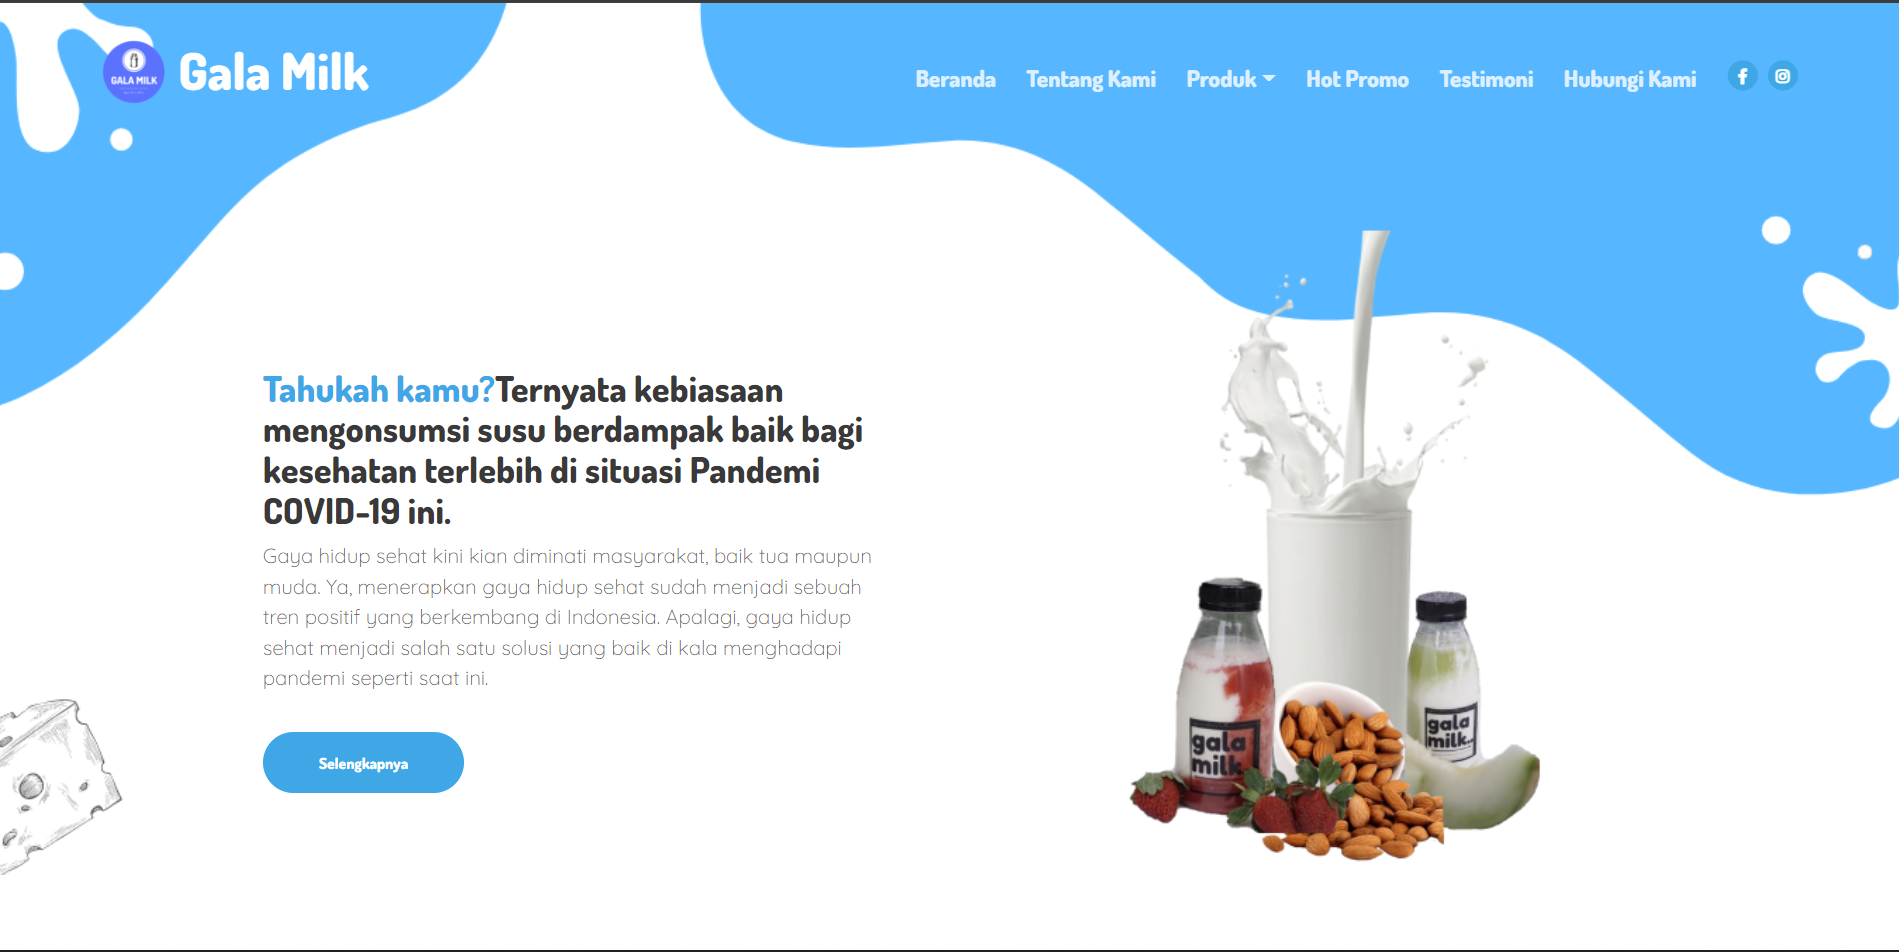 GALA MILK
Gala Milk
Beranda Tentang Kami Produk Hot Promo Testimoni Hubungi Kami
Tahukah kamu?Ternyata kebiasaan
mengonsumsi susu berdampak baik bagi
kesehatan terlebih di situasi Pandemi
COVID-19 ini.
Gaya hidup sehat kini kian diminati masyarakat, baik tua maupun
muda. Ya, menerapkan gaya hidup sehat sudah menjadi sebuah
tren positif yang berkembang di Indonesia. Apalagi, gaya hidup
sehat menjadi salah satu solusi yang baik di kala menghadapi
pandemi seperti saat ini.
Selengkapnya
gala
milk.
gala
milk..